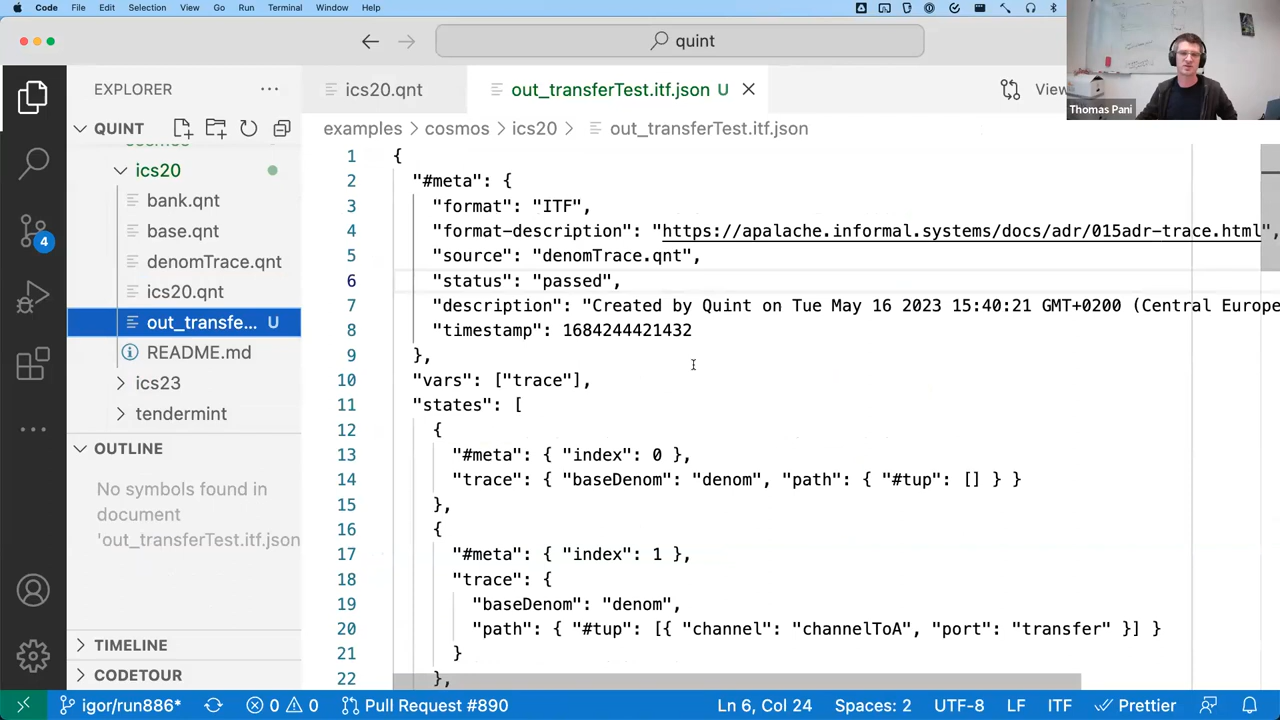 Code File Edit Selection View Go Run Terminal Window Help
quint
EXPLORER
ics20.qnt
out_transferTest.itf.json U
View
Thomas Pani
QUINT
examples > cosmos > ics20 > out_transferTest.itf.json
ics20
bank.qnt
base.qnt
denomTrace.qnt
ics20.qnt
out_transfe... U
README.md
ics23
tendermint
OUTLINE
No symbols found in
document
'out_transferTest.itf.json
TIMELINE
CODETOUR
4
1 {
2 "#meta": {
3 "format": "ITF",
4 "format-description": "https://apalache.informal.systems/docs/adr/015adr-trace.html",
5 "source": "denomTrace.qnt",
6 "status": "passed",
7 "description": "Created by Quint on Tue May 16 2023 15:40:21 GMT+0200 (Central Europe
8 "timestamp": 1684244421432
9 },
10 "vars": ["trace"],
11 "states": [
12 {
13 "#meta": { "index": 0 },
14 "trace": { "baseDenom": "denom", "path": { "#tup": [] } }
15 },
16 {
17 "#meta": { "index": 1 },
18 "trace": {
19 "baseDenom": "denom",
20 "path": { "#tup": [{ "channel": "channelToA", "port": "transfer" }] }
21 }
22 },
igor/run886* 0 0 Pull Request #890 Ln 6, Col 24 Spaces: 2 UTF-8 LF ITF Prettier